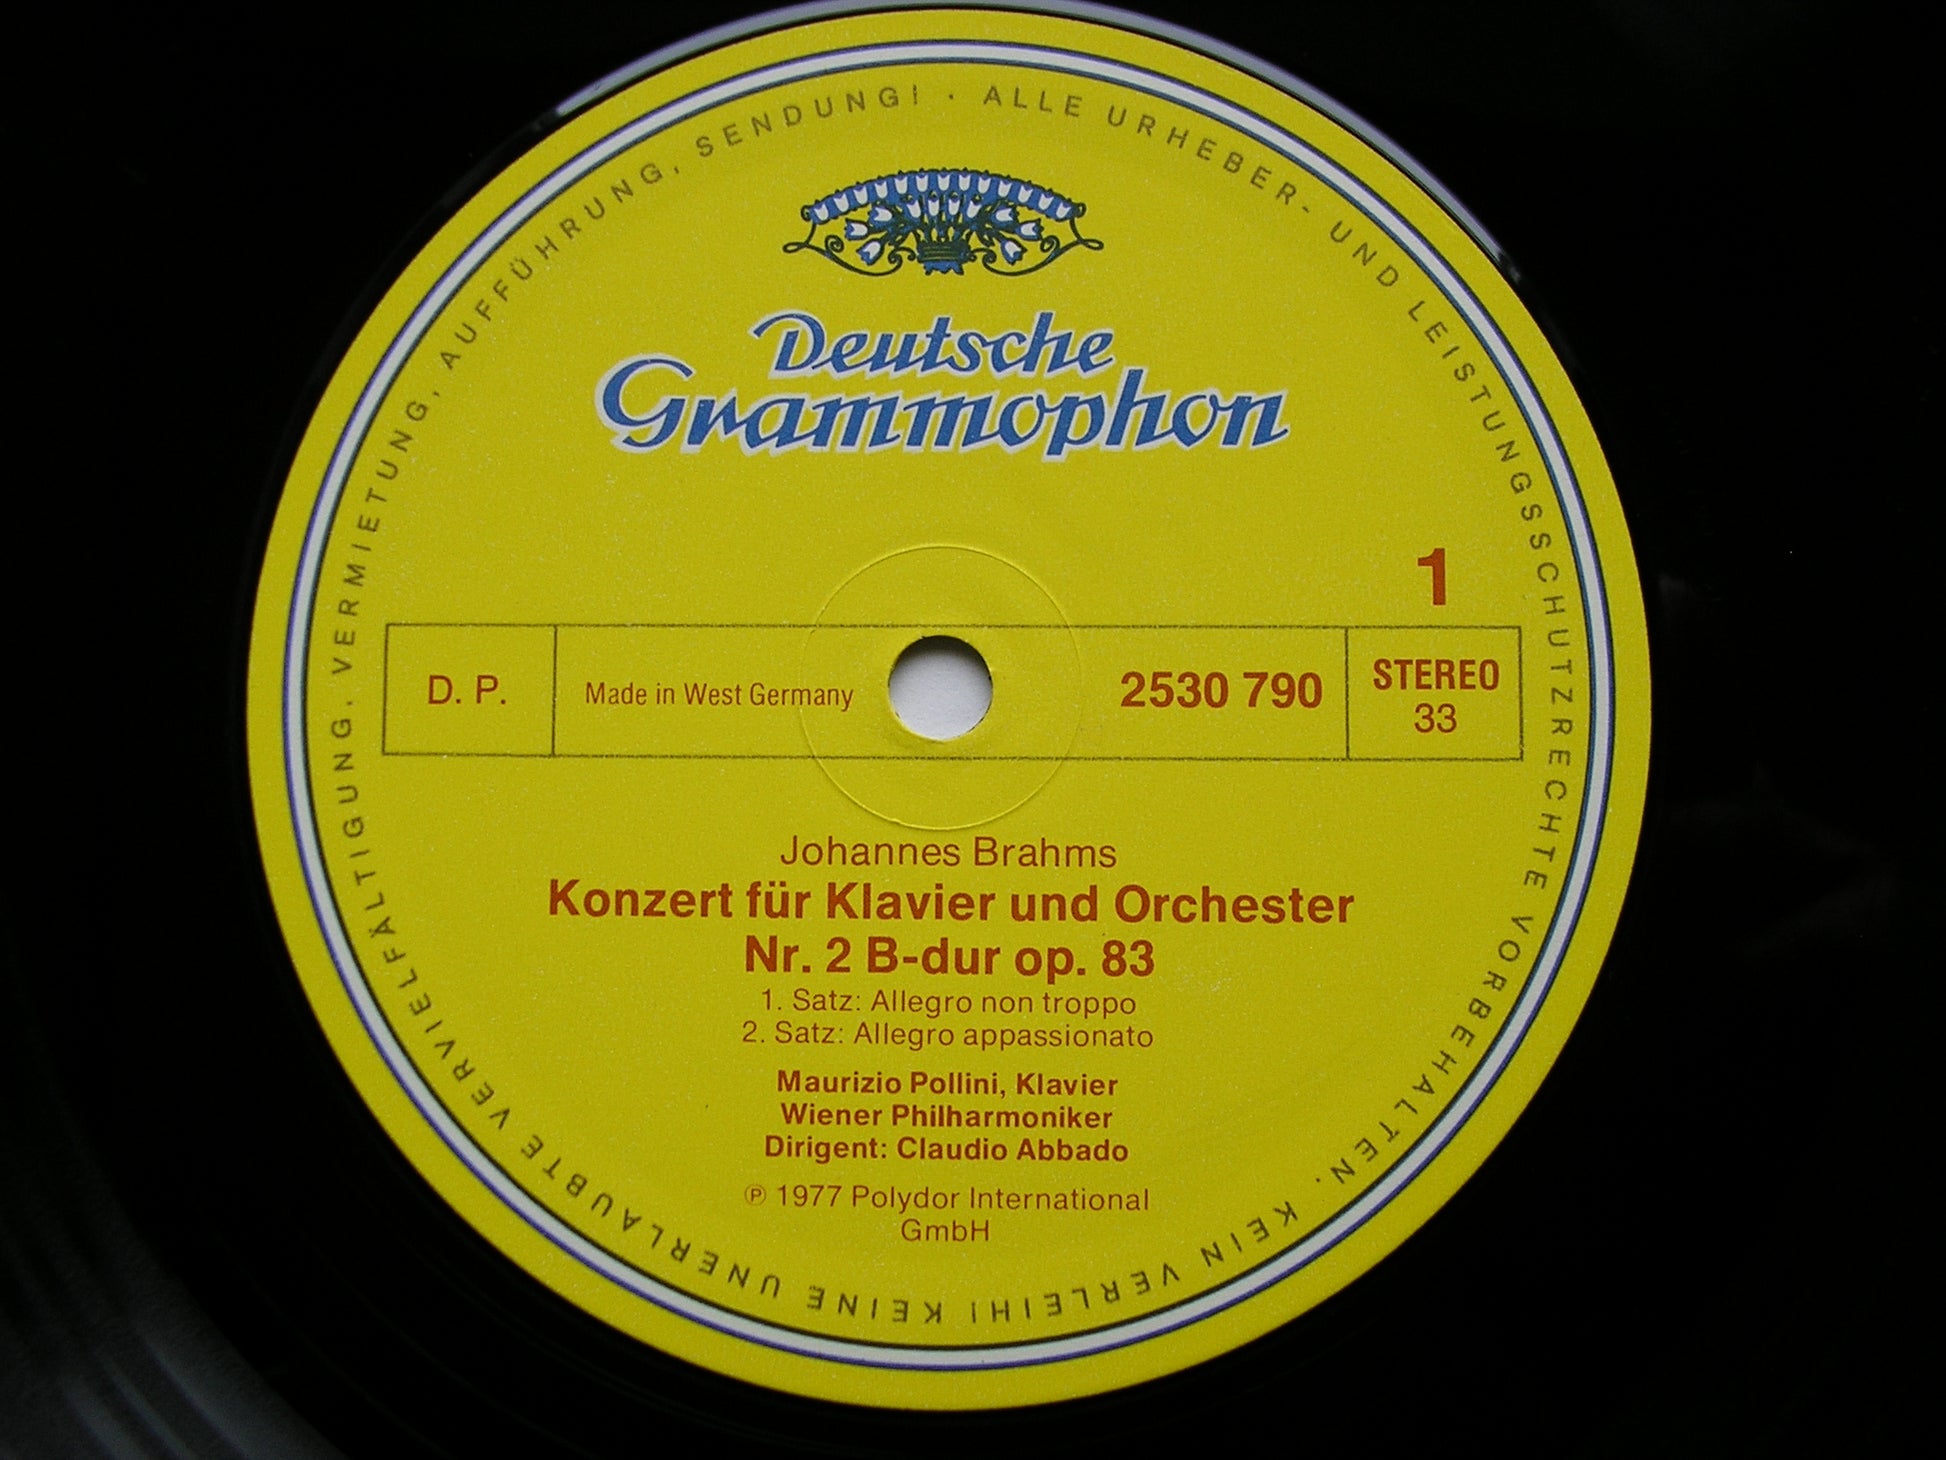 ALLE URHEBER- UND LEISTUNGSSCHUTZRECHTE VORBEHALTEN. KEIN VERLEIH! KEINE UNERLAUBTE VERVIELFÄLTIGUNG, VERMIETUNG, AUFFÜHRUNG, SENDUNG! ·
Deutsche
Grammophon
1
D. P.
Made in West Germany
2530 790
STEREO
33
Johannes Brahms
Konzert für Klavier und Orchester
Nr. 2 B-dur op. 83
1. Satz: Allegro non troppo
2. Satz: Allegro appassionato
Maurizio Pollini, Klavier
Wiener Philharmoniker
Dirigent: Claudio Abbado
℗ 1977 Polydor International
GmbH